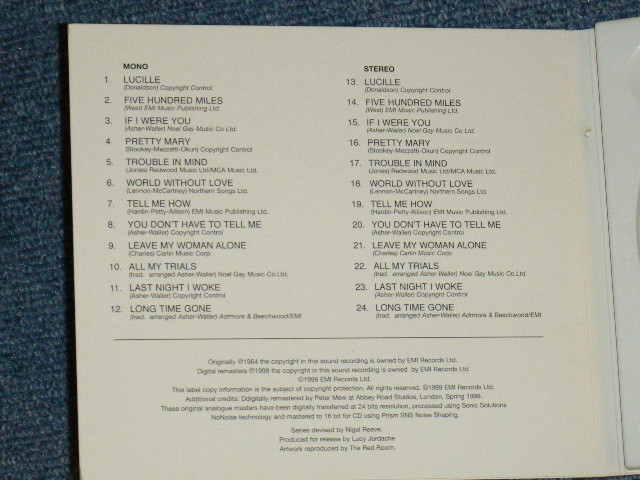 MONO
1. LUCILLE
(Donaldson) Copyright Control
2. FIVE HUNDRED MILES
(West) EMI Music Publishing Ltd.
3. IF I WERE YOU
(Asher-Waller) Noel Gay Music Co Ltd.
4. PRETTY MARY
(Stookey-Mezzetti-Okun) Copyright Control
5. TROUBLE IN MIND
(Jones) Redwood Music Ltd/MCA Music Ltd.
6. WORLD WITHOUT LOVE
(Lennon-McCartney) Northern Songs Ltd.
7. TELL ME HOW
(Hardin-Petty-Allison) EMI Music Publishing Ltd.
8. YOU DON'T HAVE TO TELL ME
(Asher-Waller) Copyright Control
9. LEAVE MY WOMAN ALONE
(Charles) Carlin Music Corp.
10. ALL MY TRIALS
(trad. arranged Asher-Waller) Noel Gay Music Co.Ltd.
11. LAST NIGHT I WOKE
(Asher-Waller) Copyright Control
12. LONG TIME GONE
(trad. arranged Asher-Waller) Adtmore & Beechwood/EMI
STEREO
13. LUCILLE
(Donaldson) Copyright Control
14. FIVE HUNDRED MILES
(West) EMI Music Publishing Ltd.
15. IF I WERE YOU
(Asher-Waller) Noel Gay Music Co Ltd.
16. PRETTY MARY
(Stookey-Mezzetti-Okun) Copyright Control
17. TROUBLE IN MIND
(Jones) Redwood Music Ltd/MCA Music Ltd.
18. WORLD WITHOUT LOVE
(Lennon-McCartney) Northern Songs Ltd.
19. TELL ME HOW
(Hardin-Petty-Allison) EMI Music Publishing Ltd.
20. YOU DON'T HAVE TO TELL ME
(Asher-Waller) Copyright Control
21. LEAVE MY WOMAN ALONE
(Charles) Carlin Music Corp.
22. ALL MY TRIALS
(trad. arranged Asher-Waller) Noel Gay Music Co.Ltd.
23. LAST NIGHT I WOKE
(Asher-Waller) Copyright Control
24. LONG TIME GONE
(trad. arranged Asher-Waller) Adtmore & Beechwood/EMI
Originally ℗1964 the copyright in this sound recording is owned by EMI Records Ltd.
Digital remasters ℗1999 the copyright in this sound recording is owned by EMI Records Ltd.
©1999 EMI Records Ltd.
This label copy information is the subject of copyright protection. All rights reserved. ©1999 EMI Records Ltd.
Additional credits: Ddigitally remastered by Peter Mew at Abbey Road Studios, London, Spring 1999.
These original analogue masters have been digitally transferred at 24 bits resolution, processed using Sonic Solutions
NoNoise technology and mastered to 16 bit for CD using Prism SNS Noise Shaping.
Series devised by Nigel Reeve.
Produced for release by Lucy Jordache
Artwork reproduced by The Red Room.